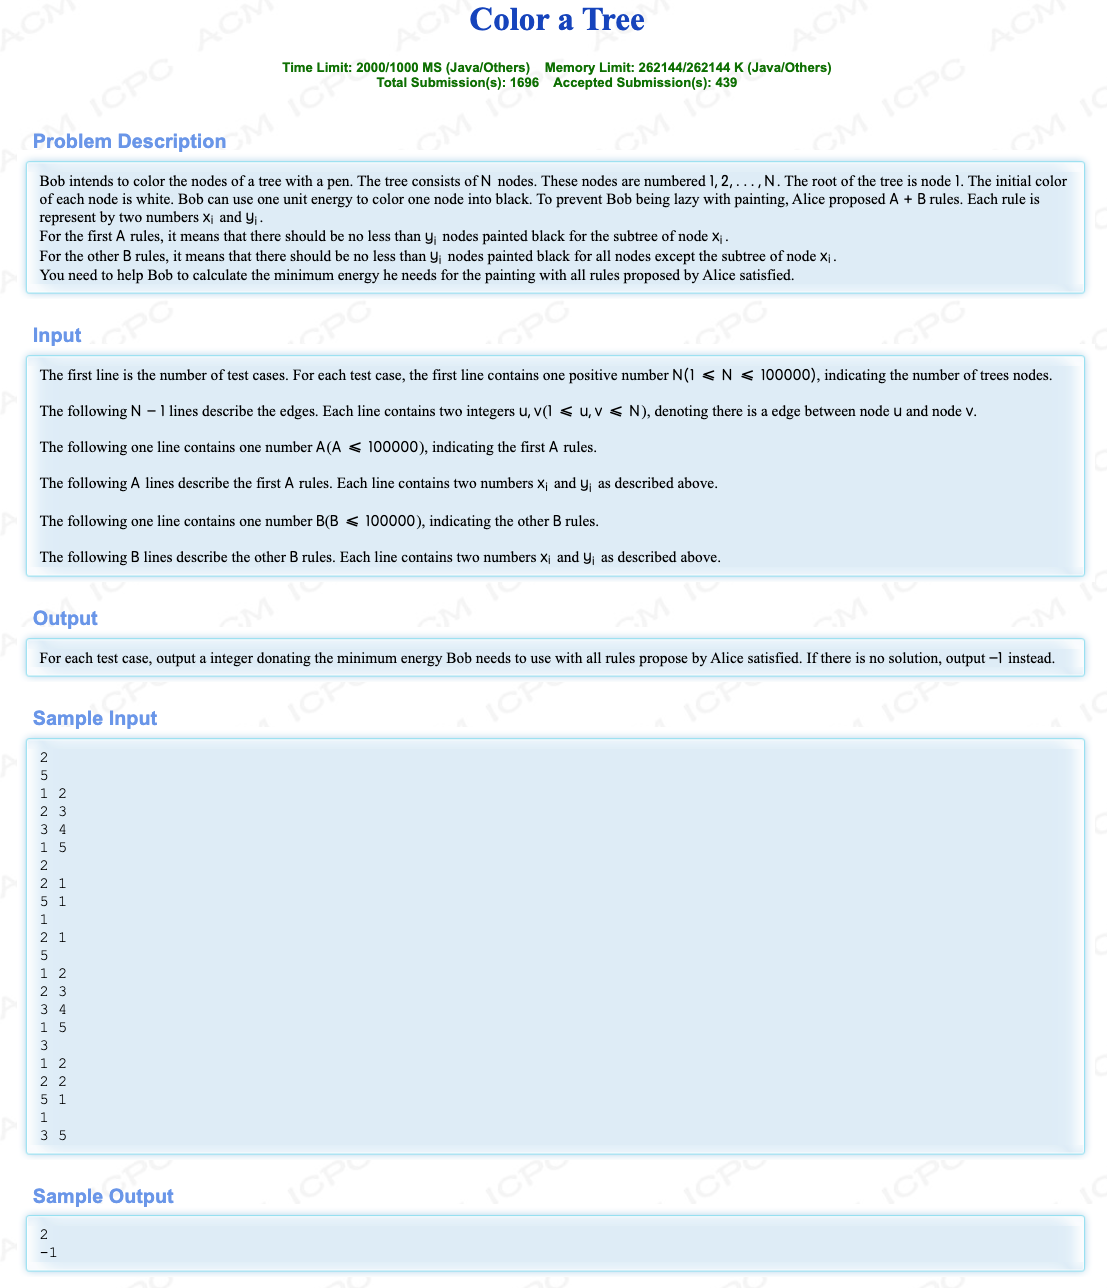 Color a Tree
Time Limit: 2000/1000 MS (Java/Others) Memory Limit: 262144/262144 K (Java/Others)
Total Submission(s): 1696 Accepted Submission(s): 439
Problem Description
Bob intends to color the nodes of a tree with a pen. The tree consists of N nodes. These nodes are numbered 1, 2, . . . , N. The root of the tree is node 1. The initial color
of each node is white. Bob can use one unit energy to color one node into black. To prevent Bob being lazy with painting, Alice proposed A + B rules. Each rule is
represent by two numbers xᵢ and yᵢ.
For the first A rules, it means that there should be no less than yᵢ nodes painted black for the subtree of node xᵢ.
For the other B rules, it means that there should be no less than yᵢ nodes painted black for all nodes except the subtree of node xᵢ.
You need to help Bob to calculate the minimum energy he needs for the painting with all rules proposed by Alice satisfied.
Input
The first line is the number of test cases. For each test case, the first line contains one positive number N(1 ⩽ N ⩽ 100000), indicating the number of trees nodes.
The following N − 1 lines describe the edges. Each line contains two integers u, v(1 ⩽ u, v ⩽ N), denoting there is a edge between node u and node v.
The following one line contains one number A(A ⩽ 100000), indicating the first A rules.
The following A lines describe the first A rules. Each line contains two numbers xᵢ and yᵢ as described above.
The following one line contains one number B(B ⩽ 100000), indicating the other B rules.
The following B lines describe the other B rules. Each line contains two numbers xᵢ and yᵢ as described above.
Output
For each test case, output a integer donating the minimum energy Bob needs to use with all rules propose by Alice satisfied. If there is no solution, output −1 instead.
Sample Input
2
5
1 2
2 3
3 4
1 5
2
2 1
5 1
1
2 1
5
1 2
2 3
3 4
1 5
3
1 2
2 2
5 1
1
3 5
Sample Output
2
-1